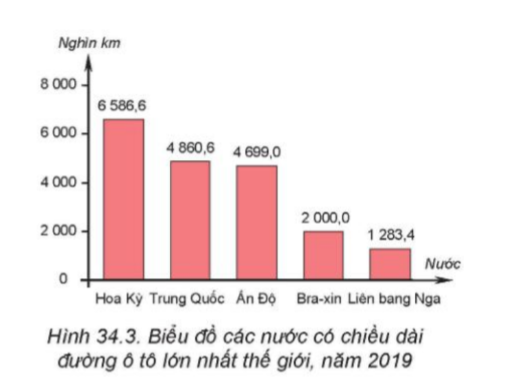 Nghìn km
8 000
6 586,6
6 000
4 860,6
4 699,0
4 000
2 000,0
2 000
1 283,4
Nước
0
Hoa Kỳ Trung Quốc Ấn Độ Bra-xin Liên bang Nga
Hình 34.3. Biểu đồ các nước có chiều dài
đường ô tô lớn nhất thế giới, năm 2019